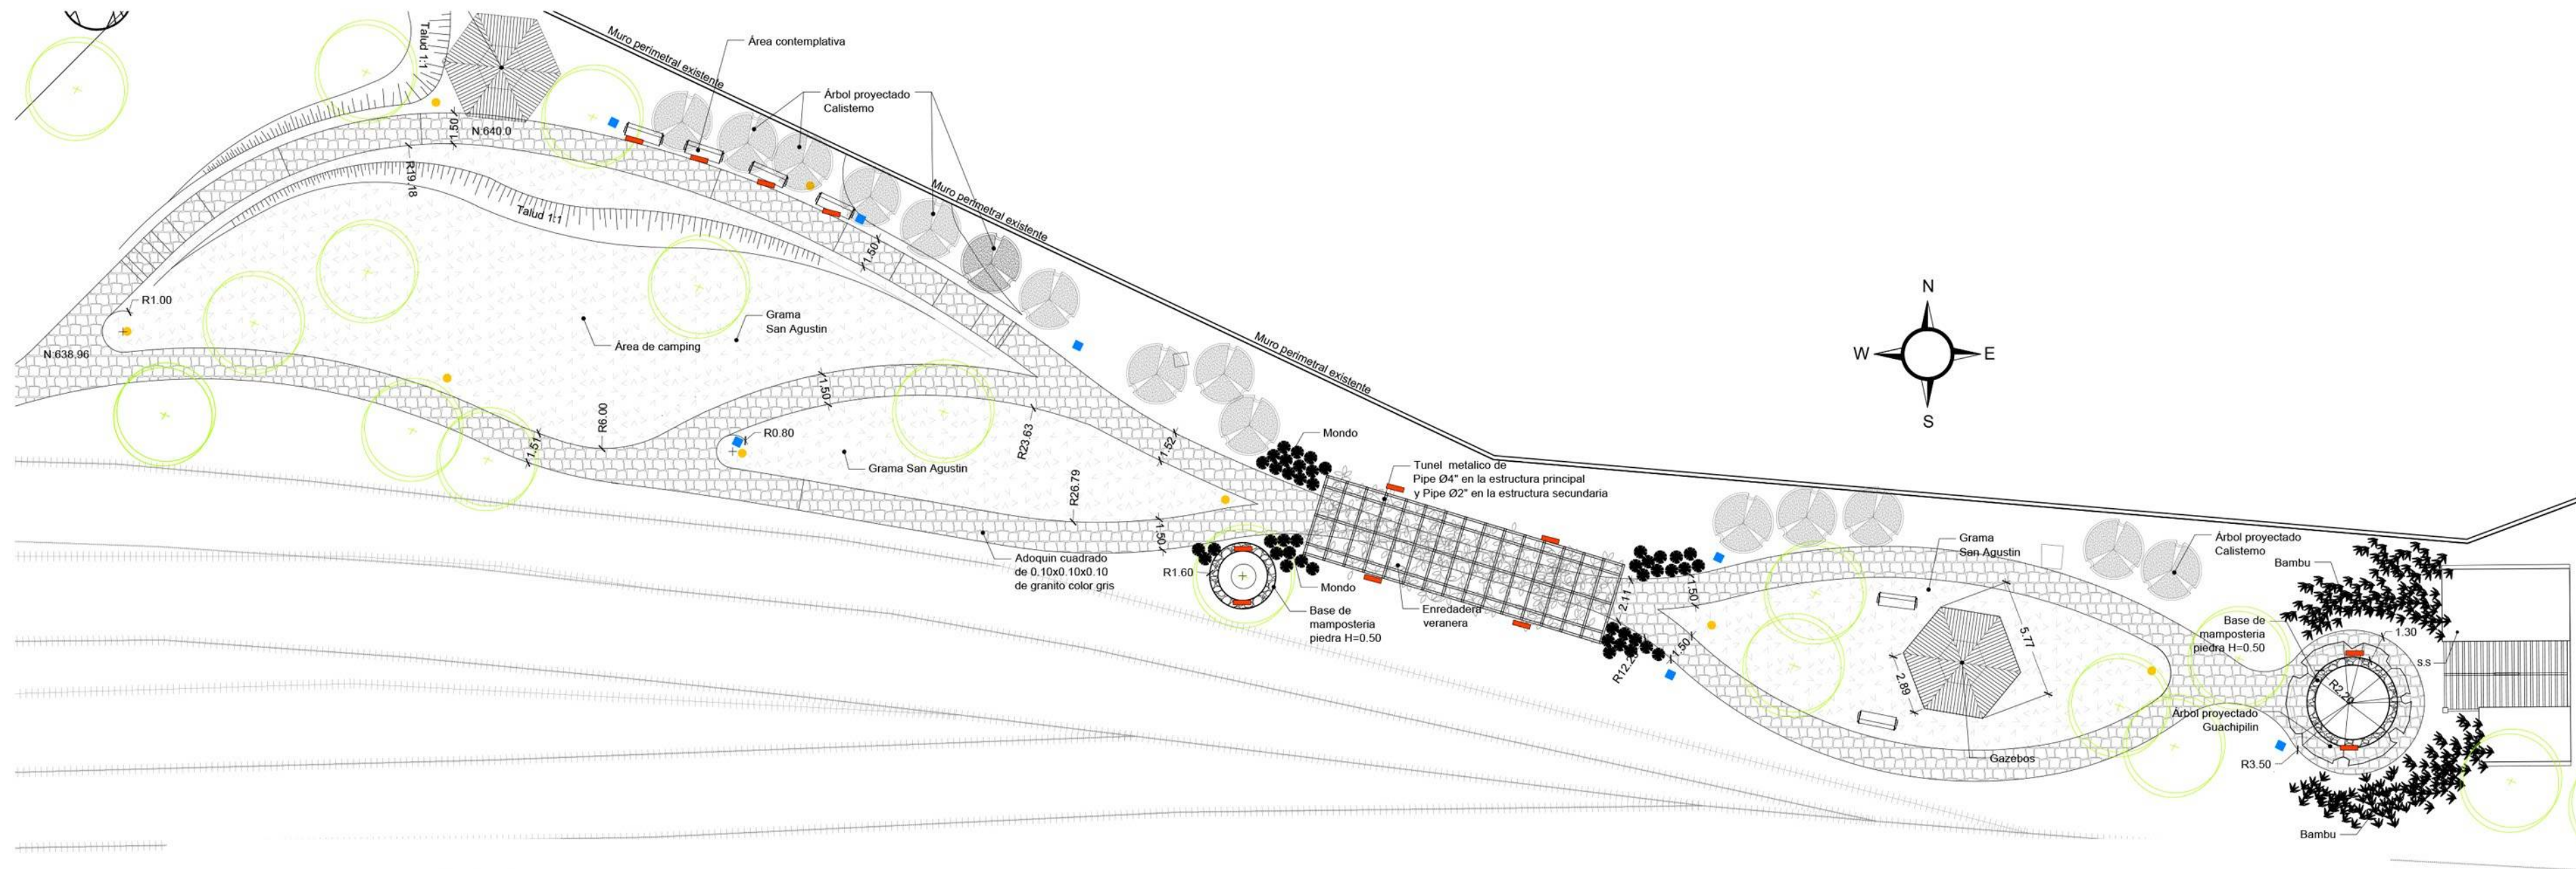 Talud 1:1
Muro perimetral existente
Área contemplativa
Árbol proyectado
Calistemo
1.50
N:640.0
R19.18
Talud 1:1
Muro perimetral existente
1.50
R1.00
Grama
San Agustin
Área de camping
N:638.96
Muro perimetral existente
N
W
E
S
1.50
R6.00
1.51
R0.80
R23.63
Grama San Agustin
1.52
R26.79
1.50
Mondo
Tunel metalico de
Pipe Ø4" en la estructura principal
y Pipe Ø2" en la estructura secundaria
Adoquin cuadrado
de 0.10x0.10x0.10
de granito color gris
R1.60
Mondo
Base de
mamposteria
piedra H=0.50
Enredadera
veranera
2.11
1.50
1.50
Grama
San Agustin
5.77
2.89
Gazebos
Árbol proyectado
Calistemo
Bambu
Base de
mamposteria
piedra H=0.50
1.30
S.S
R2.20
Árbol proyectado
Guachipilin
R3.50
Bambu